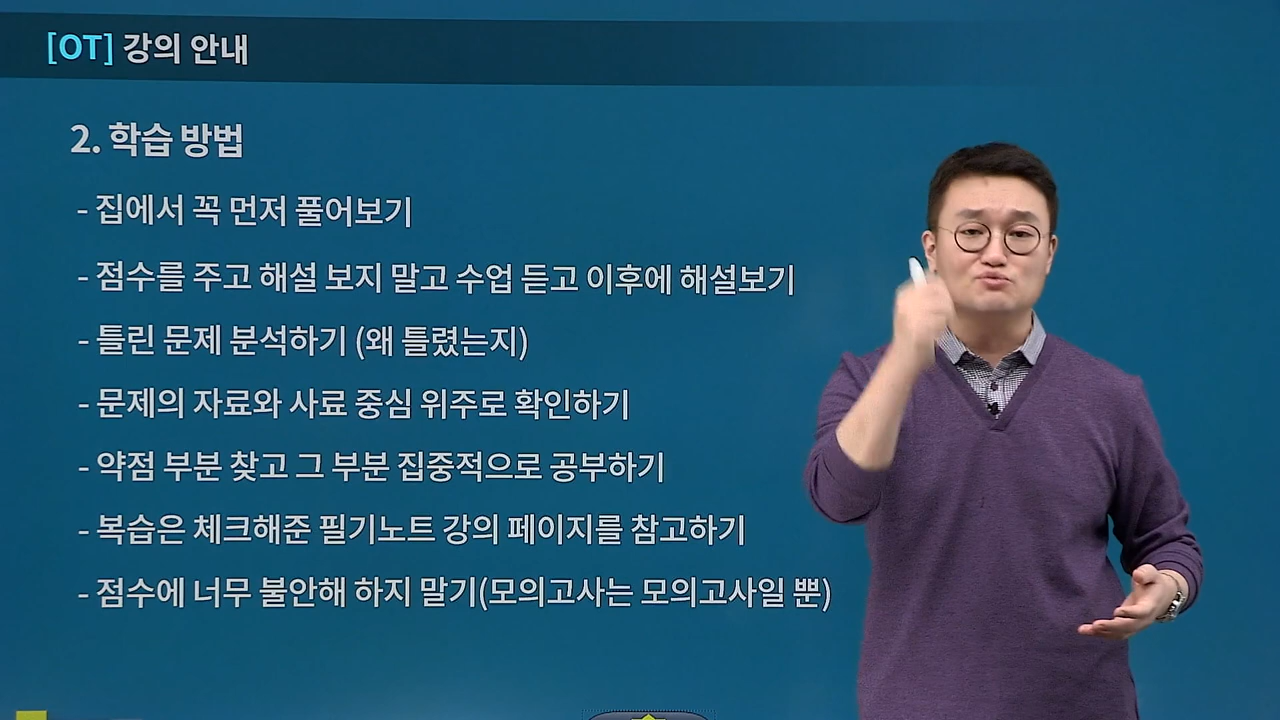 [OT] 강의 안내
2. 학습 방법
- 집에서 꼭 먼저 풀어보기
- 점수를 주고 해설 보지 말고 수업 듣고 이후에 해설보기
- 틀린 문제 분석하기 (왜 틀렸는지)
- 문제의 자료와 사료 중심 위주로 확인하기
- 약점 부분 찾고 그 부분 집중적으로 공부하기
- 복습은 체크해준 필기노트 강의 페이지를 참고하기
- 점수에 너무 불안해 하지 말기(모의고사는 모의고사일 뿐)